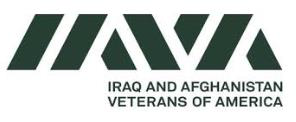 IAVA
IRAQ AND AFGHANISTAN
VETERANS OF AMERICA